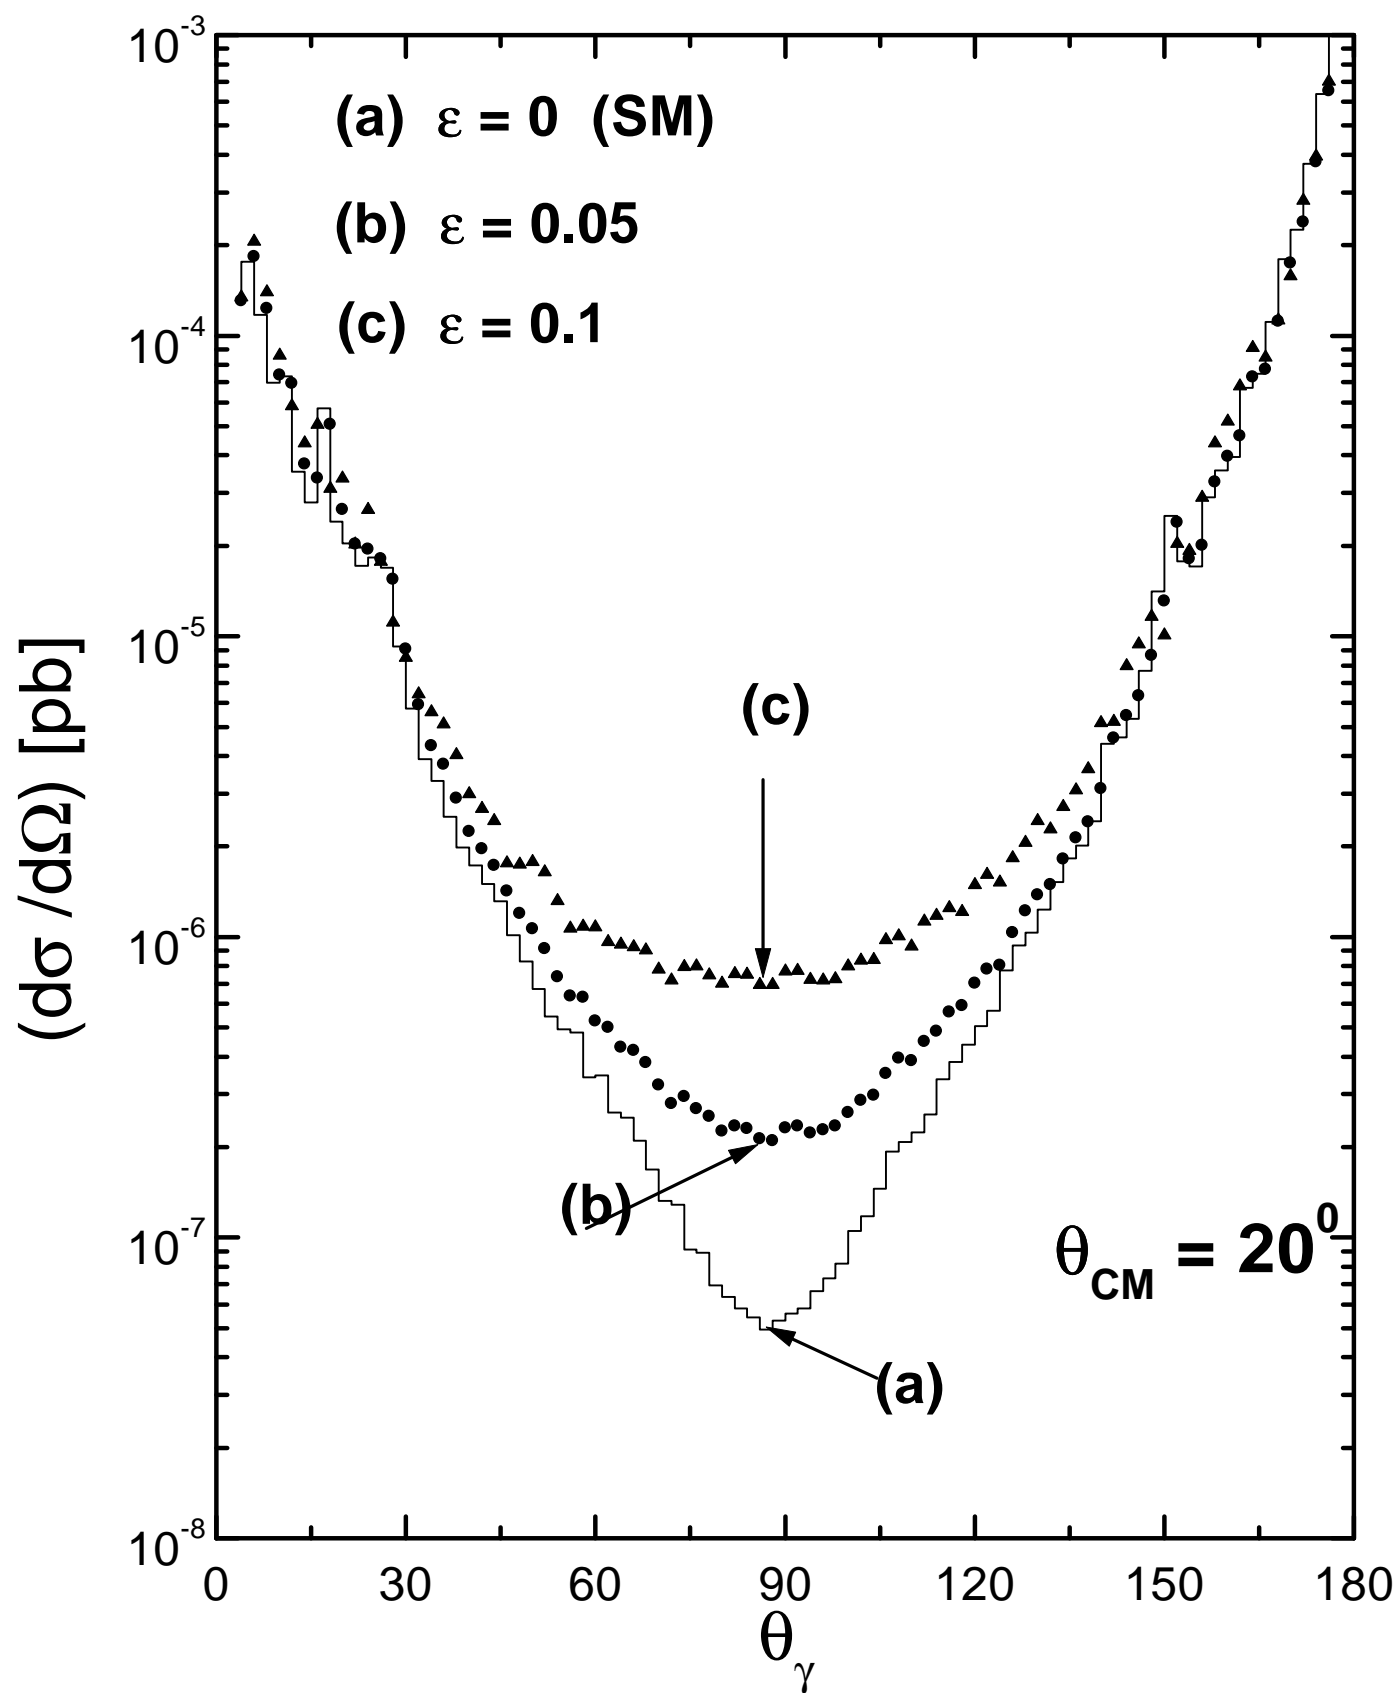 10-3
(a) ε = 0 (SM)
(b) ε = 0.05
(c) ε = 0.1
10-4
10-5
(dσ /dΩ) [pb]
(c)
10-6
(b)
10-7
θCM = 200
(a)
10-8
0 30 60 90 120 150 180
θγ